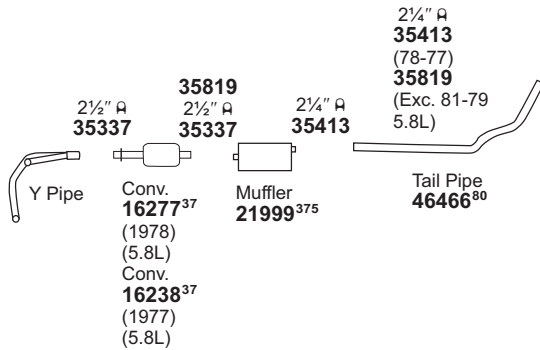 2¼"
35413
(78-77)
35819
(Exc. 81-79
5.8L)
35819
2½"
35337
2½"
35337
2¼"
35413
Y Pipe
Conv.
16277³⁷
(1978)
(5.8L)
Conv.
16238³⁷
(1977)
(5.8L)
Muffler
21999³⁷⁵
Tail Pipe
46466⁸⁰